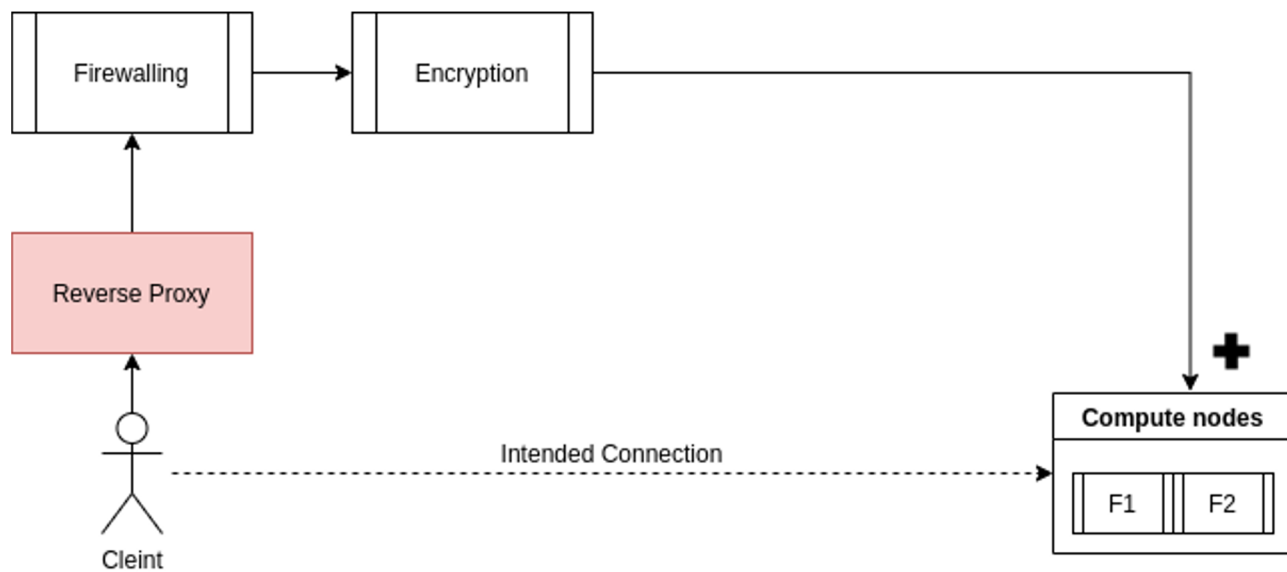 Firewalling
Encryption
Reverse Proxy
Compute nodes
Intended Connection
F1
F2
Cleint